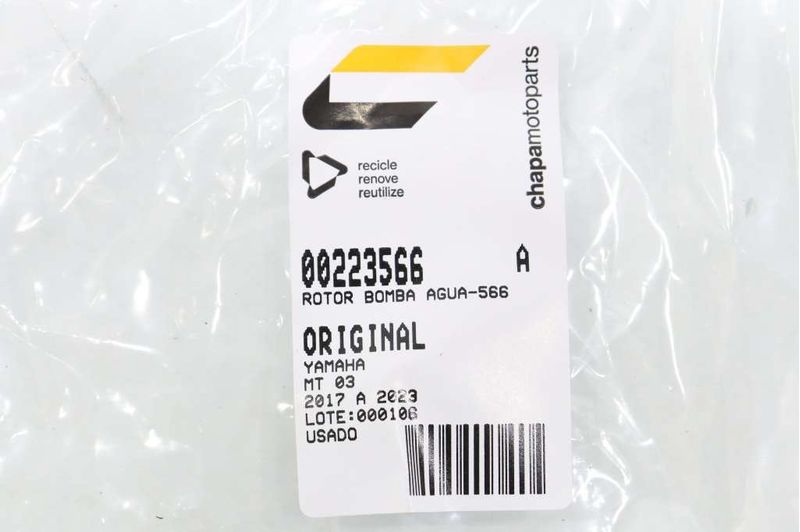 chapamotoparts
recicle
renove
reutilize
00223566 A
ROTOR BOMBA AGUA-566
ORIGINAL
YAMAHA
MT 03
2017 A 2023
LOTE:000106
USADO